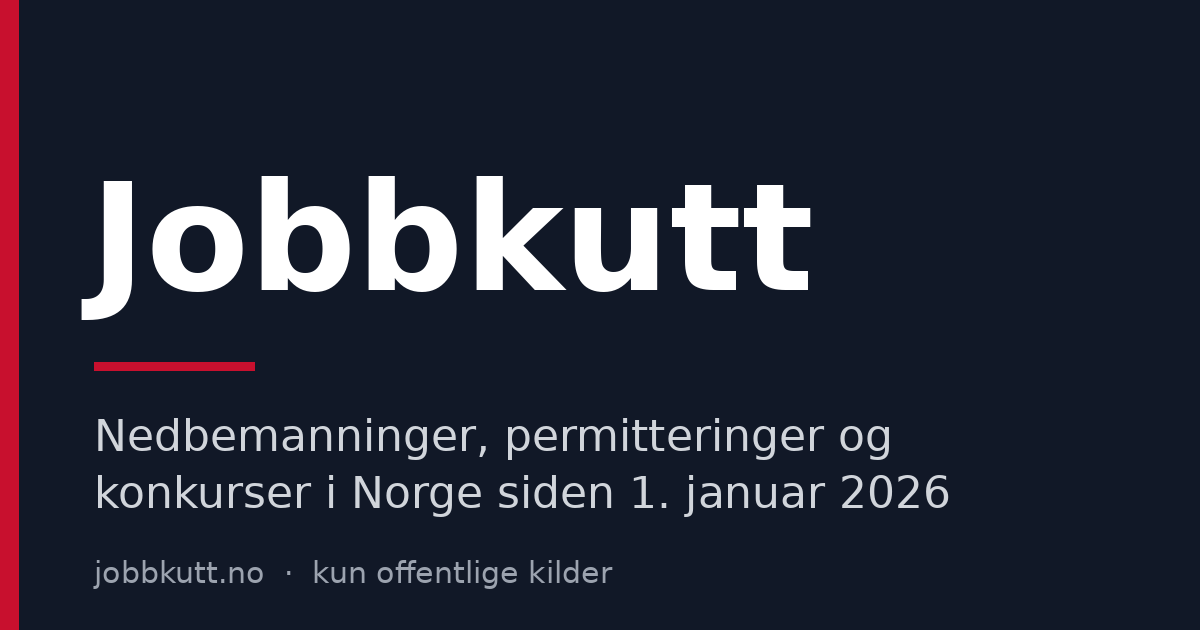 Jobbkutt
Nedbemanninger, permitteringer og
konkurser i Norge siden 1. januar 2026
jobbkutt.no · kun offentlige kilder